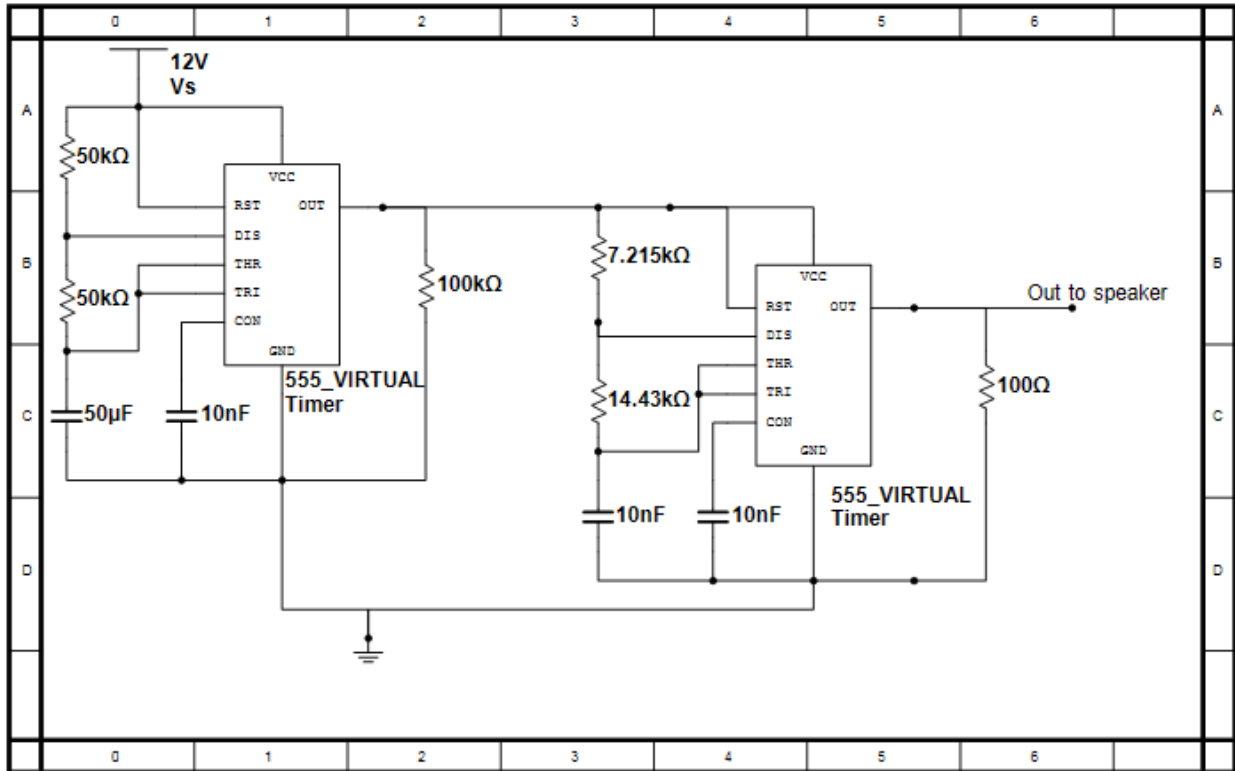 0 1 2 3 4 5 6
A A
12V
Vs
50kΩ
VCC
RST OUT
DIS
THR
TRI
CON
GND
B B
50kΩ
100kΩ
7.215kΩ
VCC
RST OUT
DIS
THR
TRI
CON
GND
Out to speaker
555_VIRTUAL
Timer
C C
50µF
10nF
14.43kΩ
100Ω
555_VIRTUAL
Timer
10nF
10nF
D D
0 1 2 3 4 5 6